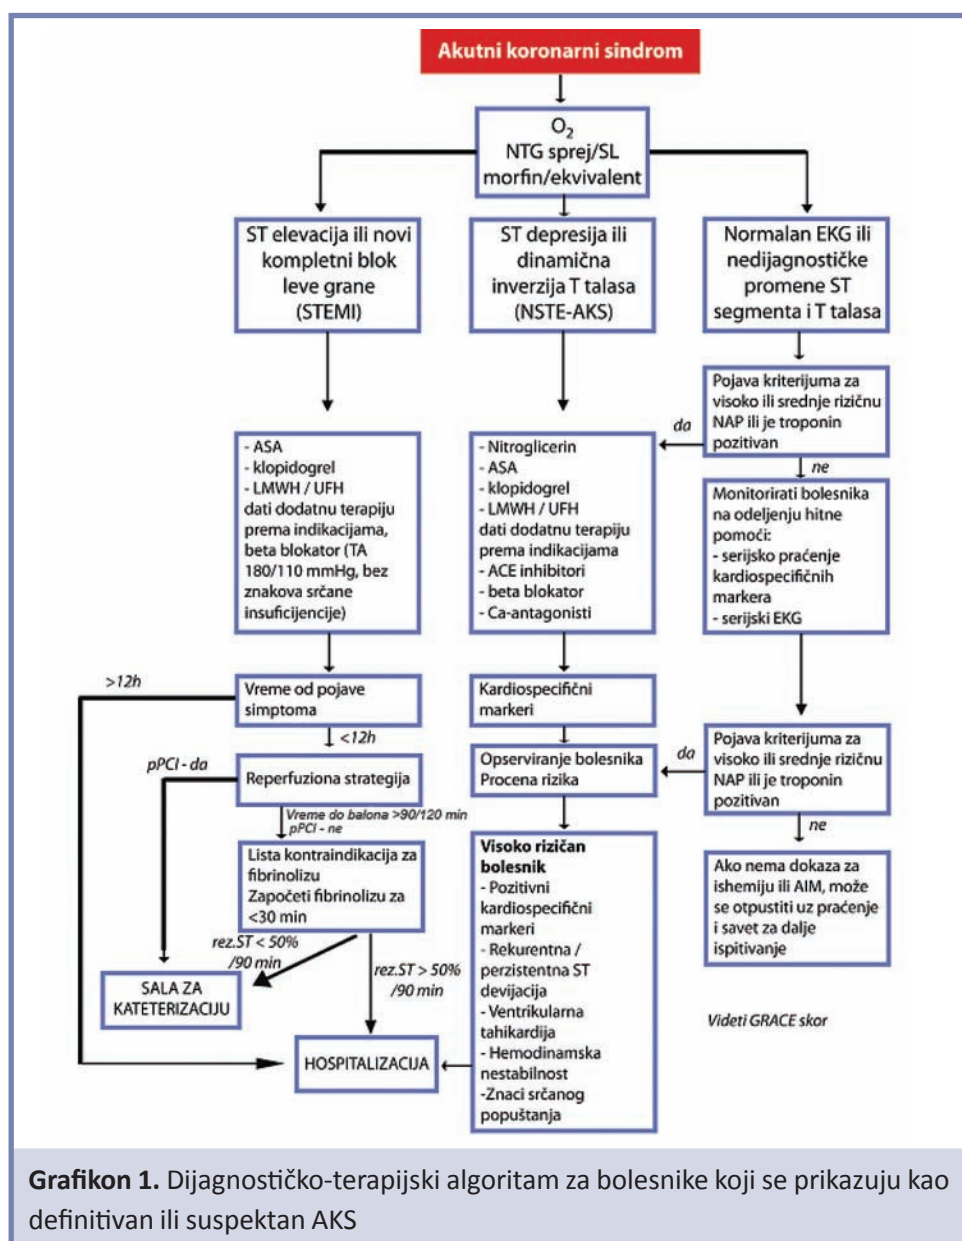 Akutni koronarni sindrom
O2
NTG sprej/SL
morfin/ekvivalent
ST elevacija ili novi
kompletni blok
leve grane
(STEMI)
ST depresija ili
dinamična
inverzija T talasa
(NSTE-AKS)
Normalan EKG ili
nedijagnostičke
promene ST
segmenta i T talasa
Pojava kriterijuma za
visoko ili srednje rizičnu
NAP ili je troponin
pozitivan
da
ne
- ASA
- klopidogrel
- LMWH / UFH
dati dodatnu terapiju
prema indikacijama,
beta blokator (TA
180/110 mmHg, bez
znakova srčane
insuficijencije)
- Nitroglicerin
- ASA
- klopidogrel
- LMWH / UFH
dati dodatnu terapiju
prema indikacijama
- ACE inhibitori
- beta blokator
- Ca-antagonisti
Monitorirati bolesnika
na odeljenju hitne
pomoći:
- serijsko praćenje
kardiospecifičnih
markera
- serijski EKG
>12h
Vreme od pojave
simptoma
<12h
Kardiospecifični
markeri
pPCI - da
Reperfuziona strategija
Opserviranje bolesnika
Procena rizika
da
Pojava kriterijuma za
visoko ili srednje rizičnu
NAP ili je troponin
pozitivan
ne
Vreme do balona >90/120 min
pPCI - ne
Lista kontraindikacija za
fibrinolizu
Započeti fibrinolizu za
<30 min
rez.ST < 50%
/90 min
rez.ST > 50%
/90 min
SALA ZA
KATETERIZACIJU
HOSPITALIZACIJA
Visoko rizičan
bolesnik
- Pozitivni
kardiospecifični
markeri
- Rekurentna /
perzistentna ST
devijacija
- Ventrikularna
tahikardija
- Hemodinamska
nestabilnost
-Znaci srčanog
popuštanja
Ako nema dokaza za
ishemiju ili AIM, može
se otpustiti uz praćenje
i savet za dalje
ispitivanje
Videti GRACE skor
Grafikon 1. Dijagnostičko-terapijski algoritam za bolesnike koji se prikazuju kao
definitivan ili suspektan AKS